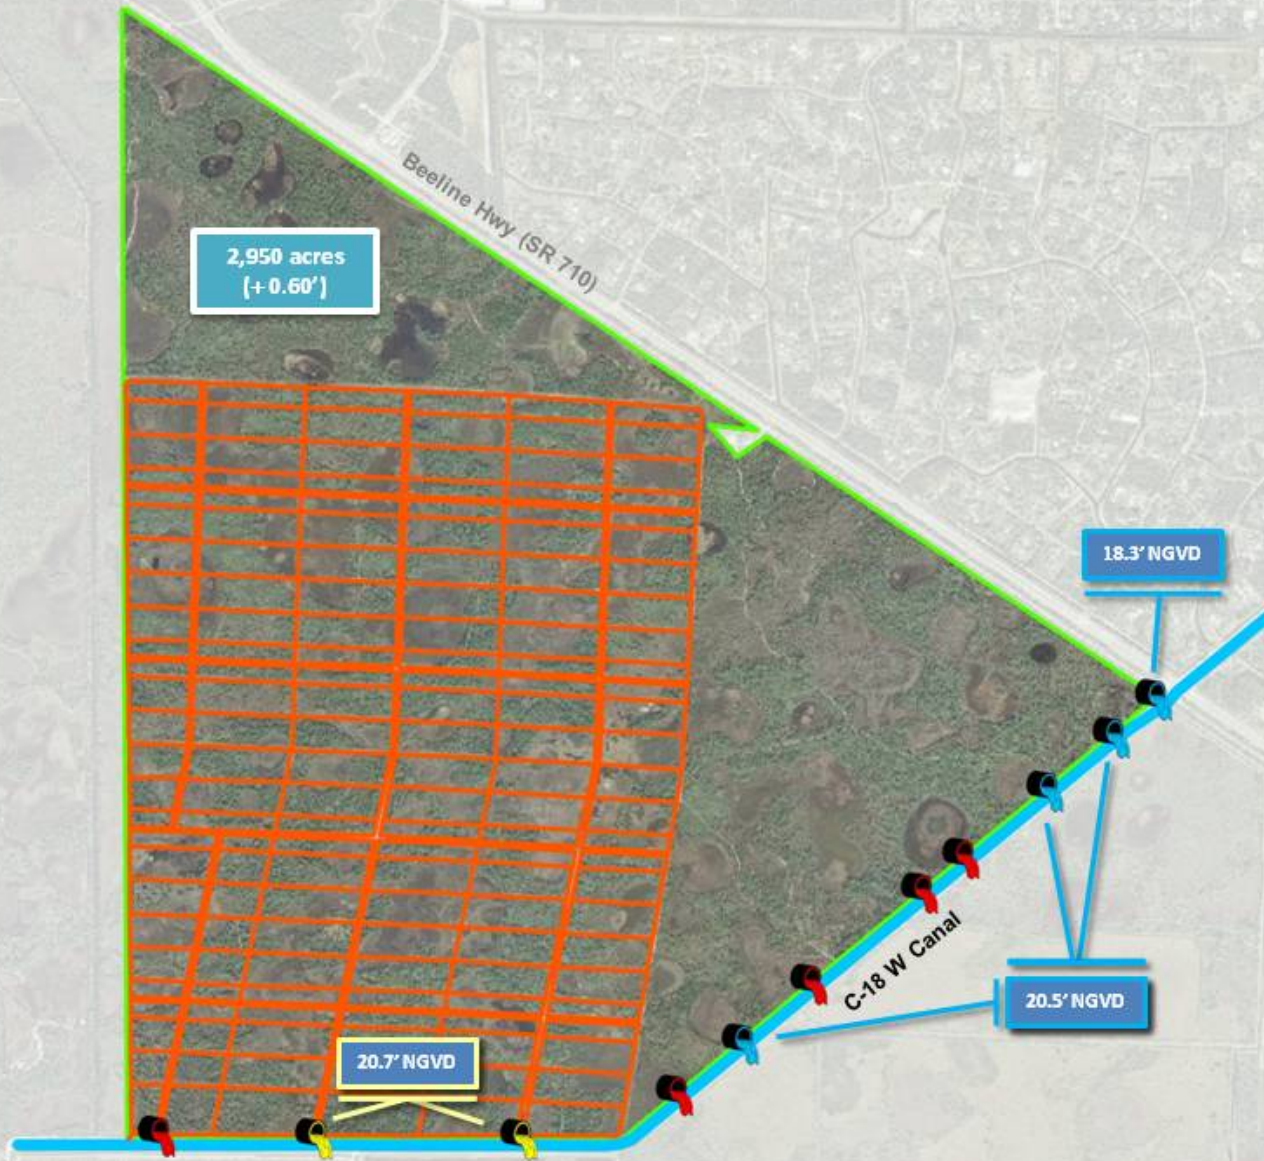 Beeline Hwy (SR 710)
2,950 acres
(+0.60’)
18.3’ NGVD
C-18 W Canal
20.5’ NGVD
20.7’ NGVD